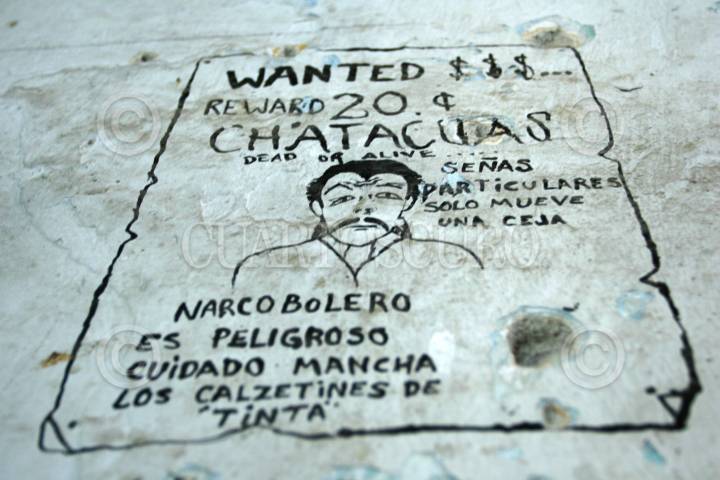 WANTED $ $ $...
REWARD 20.¢
CHATACUAS
DEAD OR ALIVE.....
SEÑAS
PARTICULARES
SOLO MUEVE
UNA CEJA
NARCOBOLERO
ES PELIGROSO
CUIDADO MANCHA
LOS CALZETINES DE
"TINTA"
CUARTOSCURO